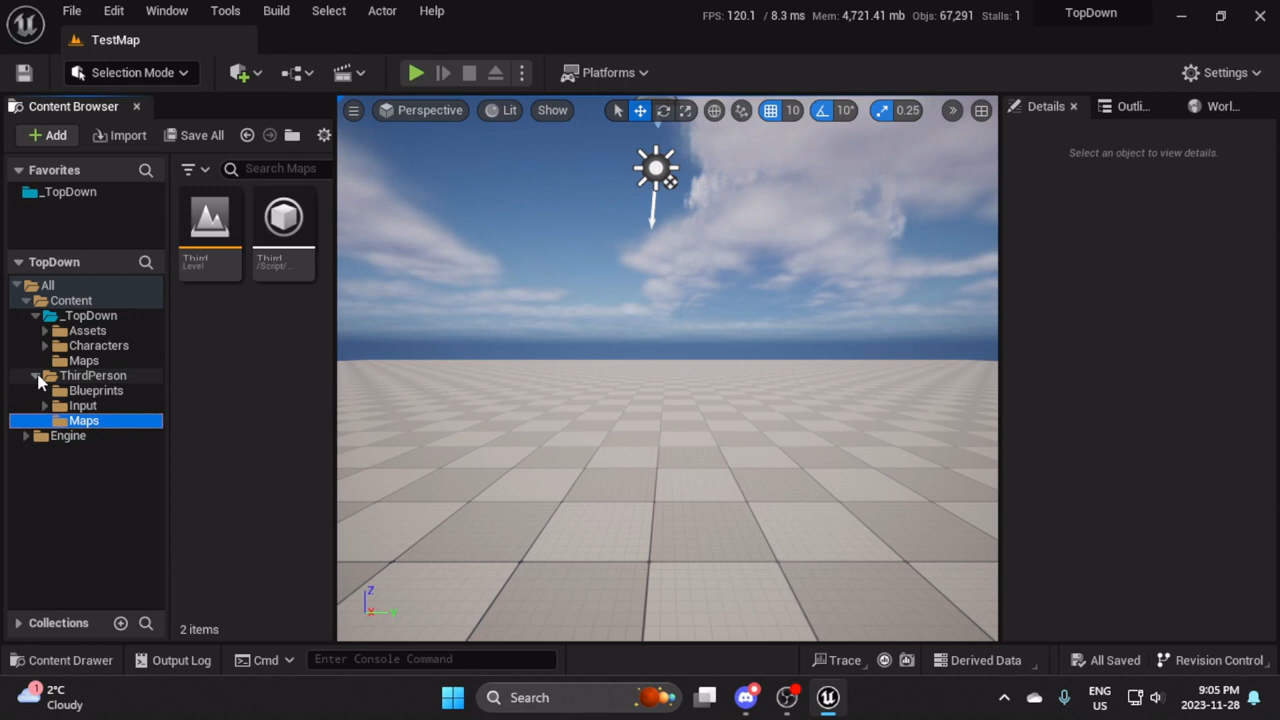 File Edit Window Tools Build Select Actor Help
FPS: 120.1 / 8.3 ms Mem: 4,721.41 mb Objs: 67,291 Stalls: 1
TopDown
TestMap
Selection Mode
Platforms
Settings
Content Browser
Add
Import
Save All
Favorites
_TopDown
Search Maps
Third
Level
Third
/Script/...
TopDown
All
Content
_TopDown
Assets
Characters
Maps
ThirdPerson
Blueprints
Input
Maps
Engine
Collections
2 items
Perspective
Lit
Show
10
10°
0.25
Z
X
Y
Details
Outli...
Worl...
Select an object to view details.
Content Drawer
Output Log
Cmd
Enter Console Command
Trace
Derived Data
All Saved
Revision Control
1
2°C
Cloudy
Search
ENG
US
9:05 PM
2023-11-28